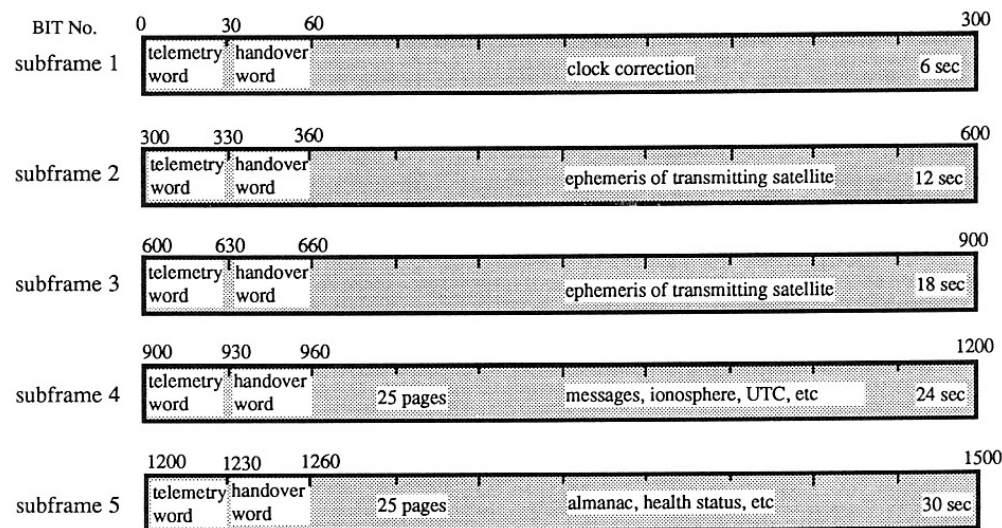 BIT No. 0 30 60 300
subframe 1 telemetry word handover word clock correction 6 sec
300 330 360 600
subframe 2 telemetry word handover word ephemeris of transmitting satellite 12 sec
600 630 660 900
subframe 3 telemetry word handover word ephemeris of transmitting satellite 18 sec
900 930 960 1200
subframe 4 telemetry word handover word 25 pages messages, ionosphere, UTC, etc 24 sec
1200 1230 1260 1500
subframe 5 telemetry word handover word 25 pages almanac, health status, etc 30 sec